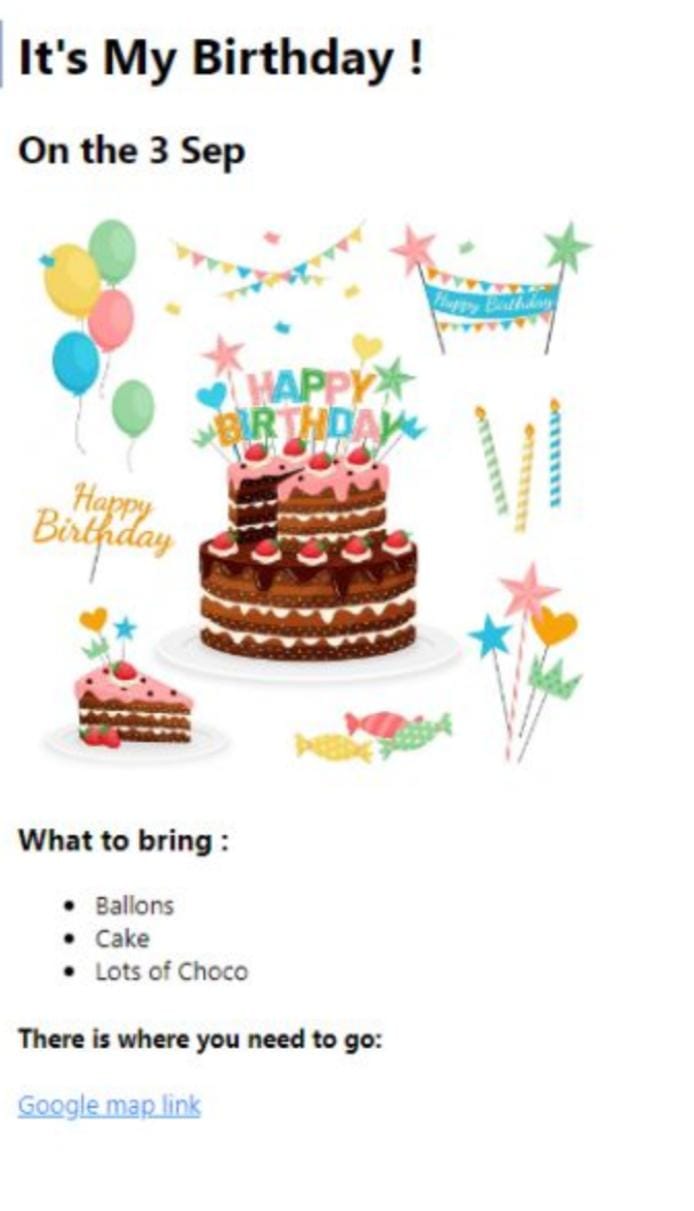 It's My Birthday !
On the 3 Sep
Happy Birthday
HAPPY
BIRTHDAY
Happy
Birthday
What to bring :
Ballons
Cake
Lots of Choco
There is where you need to go:
Google map link